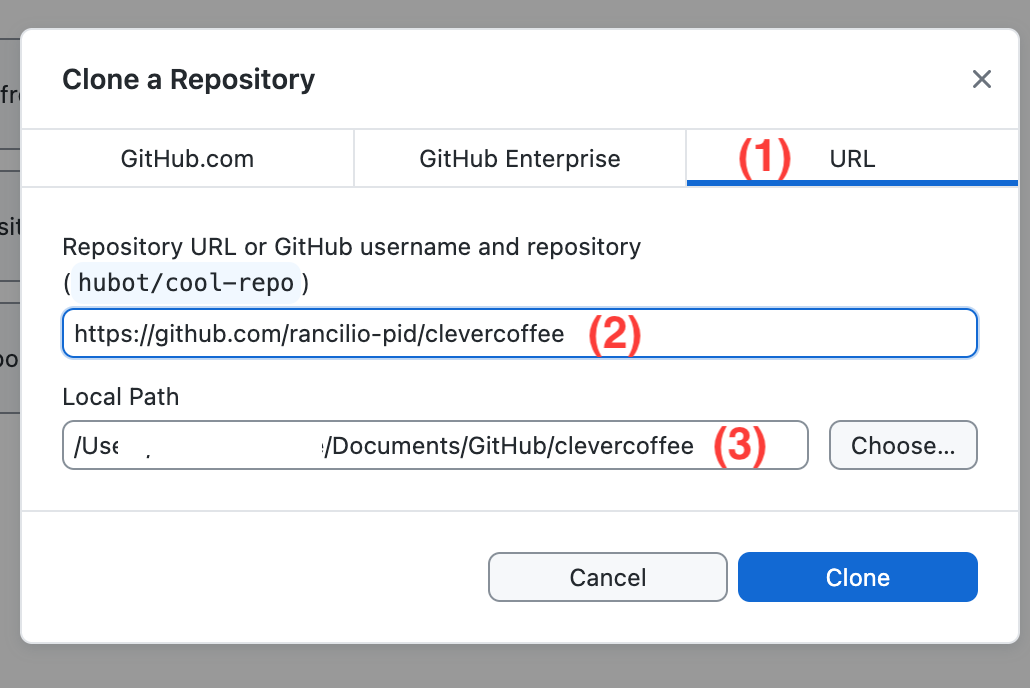 Clone a Repository
GitHub.com GitHub Enterprise (1) URL
Repository URL or GitHub username and repository
(hubot/cool-repo)
https://github.com/rancilio-pid/clevercoffee (2)
Local Path
/Use /Documents/GitHub/clevercoffee (3) Choose...
Cancel Clone